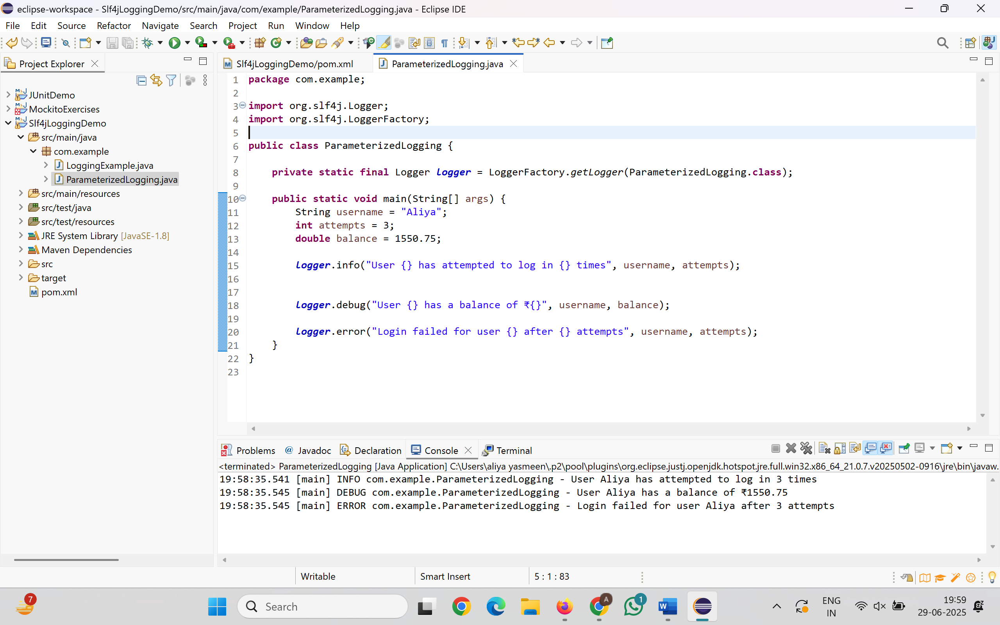 eclipse-workspace - Slf4jLoggingDemo/src/main/java/com/example/ParameterizedLogging.java - Eclipse IDE
File Edit Source Refactor Navigate Search Project Run Window Help
Project Explorer
JUnitDemo
MockitoExercises
Slf4jLoggingDemo
src/main/java
com.example
LoggingExample.java
ParameterizedLogging.java
src/main/resources
src/test/java
src/test/resources
JRE System Library [JavaSE-1.8]
Maven Dependencies
src
target
pom.xml
Slf4jLoggingDemo/pom.xml ParameterizedLogging.java
1 package com.example;
2
3 import org.slf4j.Logger;
4 import org.slf4j.LoggerFactory;
5
6 public class ParameterizedLogging {
7
8 private static final Logger logger = LoggerFactory.getLogger(ParameterizedLogging.class);
9
10 public static void main(String[] args) {
11 String username = "Aliya";
12 int attempts = 3;
13 double balance = 1550.75;
14
15 logger.info("User {} has attempted to log in {} times", username, attempts);
16
17
18 logger.debug("User {} has a balance of ₹{}", username, balance);
19
20 logger.error("Login failed for user {} after {} attempts", username, attempts);
21 }
22 }
23
Problems @ Javadoc Declaration Console Terminal
<terminated> ParameterizedLogging [Java Application] C:\Users\aliya yasmeen\.p2\pool\plugins\org.eclipse.justj.openjdk.hotspot.jre.full.win32.x86_64_21.0.7.v20250502-0916\jre\bin\javaw.
19:58:35.541 [main] INFO com.example.ParameterizedLogging - User Aliya has attempted to log in 3 times
19:58:35.545 [main] DEBUG com.example.ParameterizedLogging - User Aliya has a balance of ₹1550.75
19:58:35.545 [main] ERROR com.example.ParameterizedLogging - Login failed for user Aliya after 3 attempts
Writable Smart Insert 5 : 1 : 83
7
Search
A
1
W
ENG
IN
19:59
29-06-2025